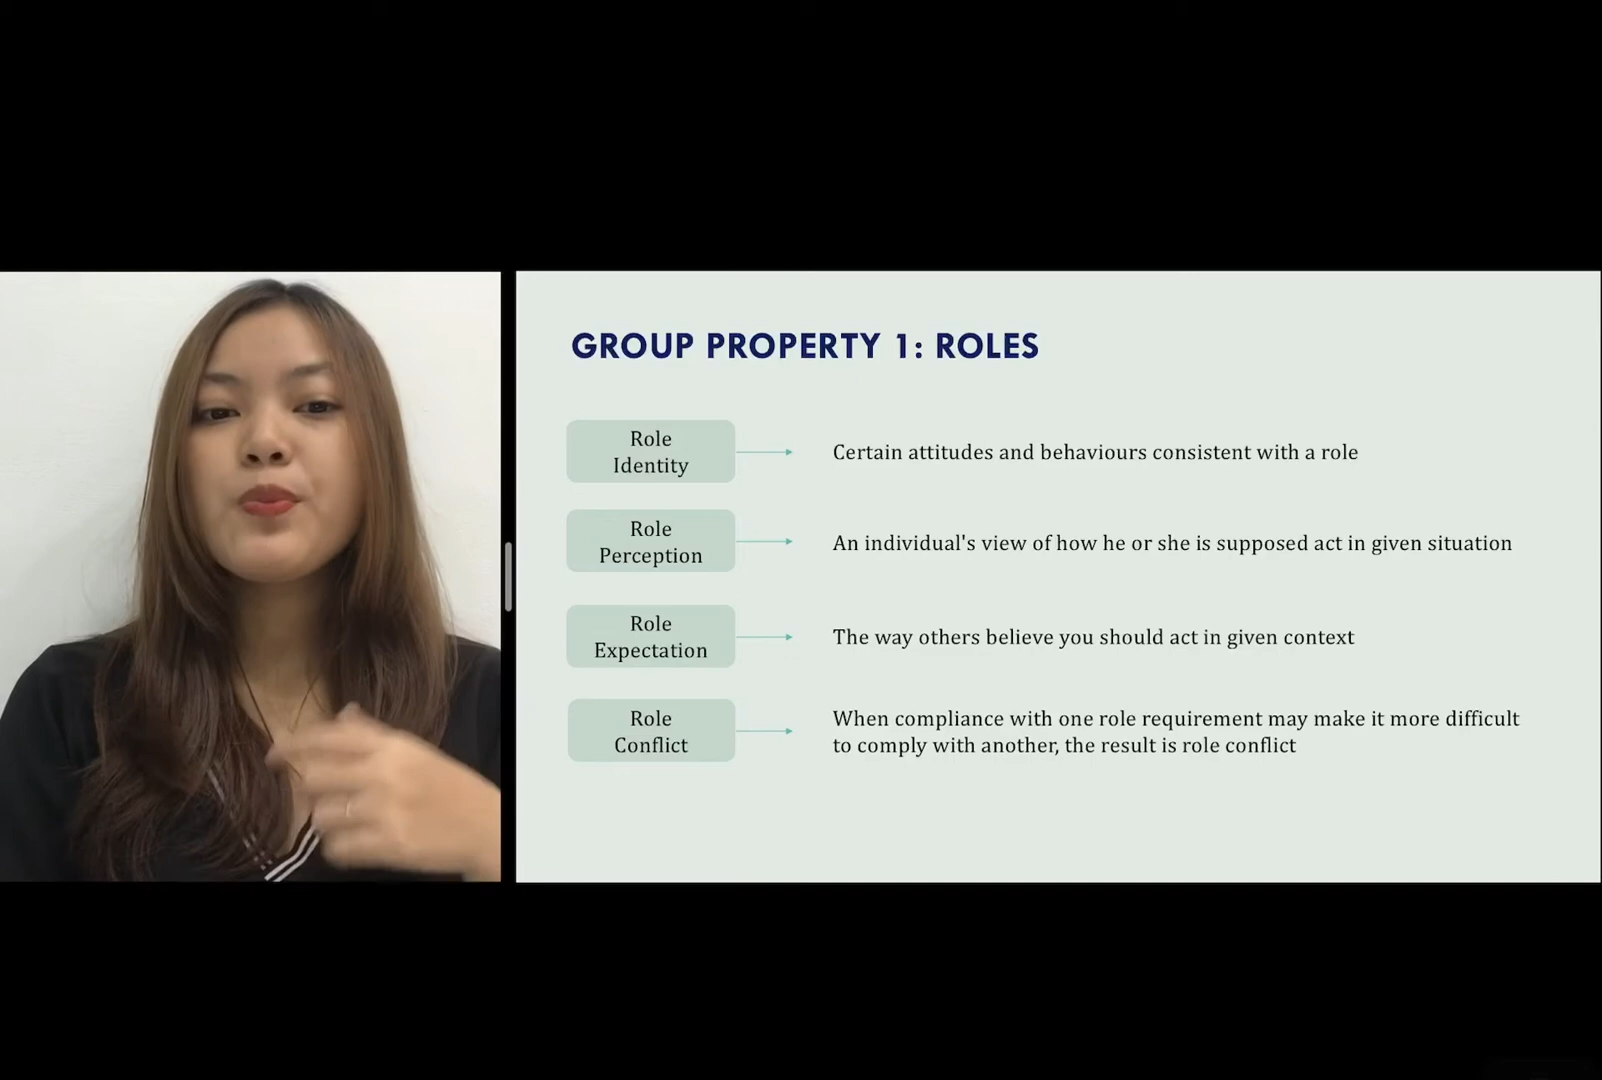 GROUP PROPERTY 1: ROLES
Role
Identity
Certain attitudes and behaviours consistent with a role
Role
Perception
An individual's view of how he or she is supposed act in given situation
Role
Expectation
The way others believe you should act in given context
Role
Conflict
When compliance with one role requirement may make it more difficult
to comply with another, the result is role conflict